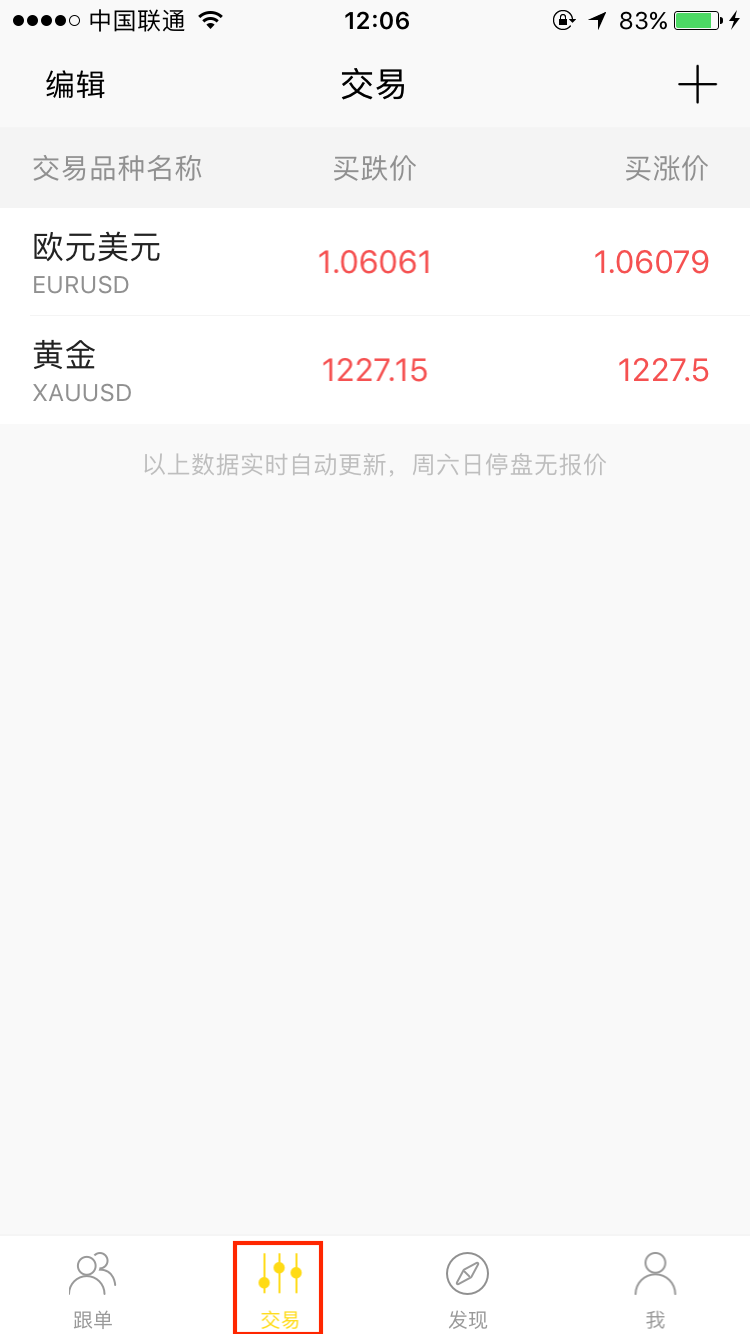 中国联通 12:06 83%
编辑 交易
交易品种名称 买跌价 买涨价
欧元美元 1.06061 1.06079
EURUSD
黄金 1227.15 1227.5
XAUUSD
以上数据实时自动更新，周六日停盘无报价
跟单 交易 发现 我